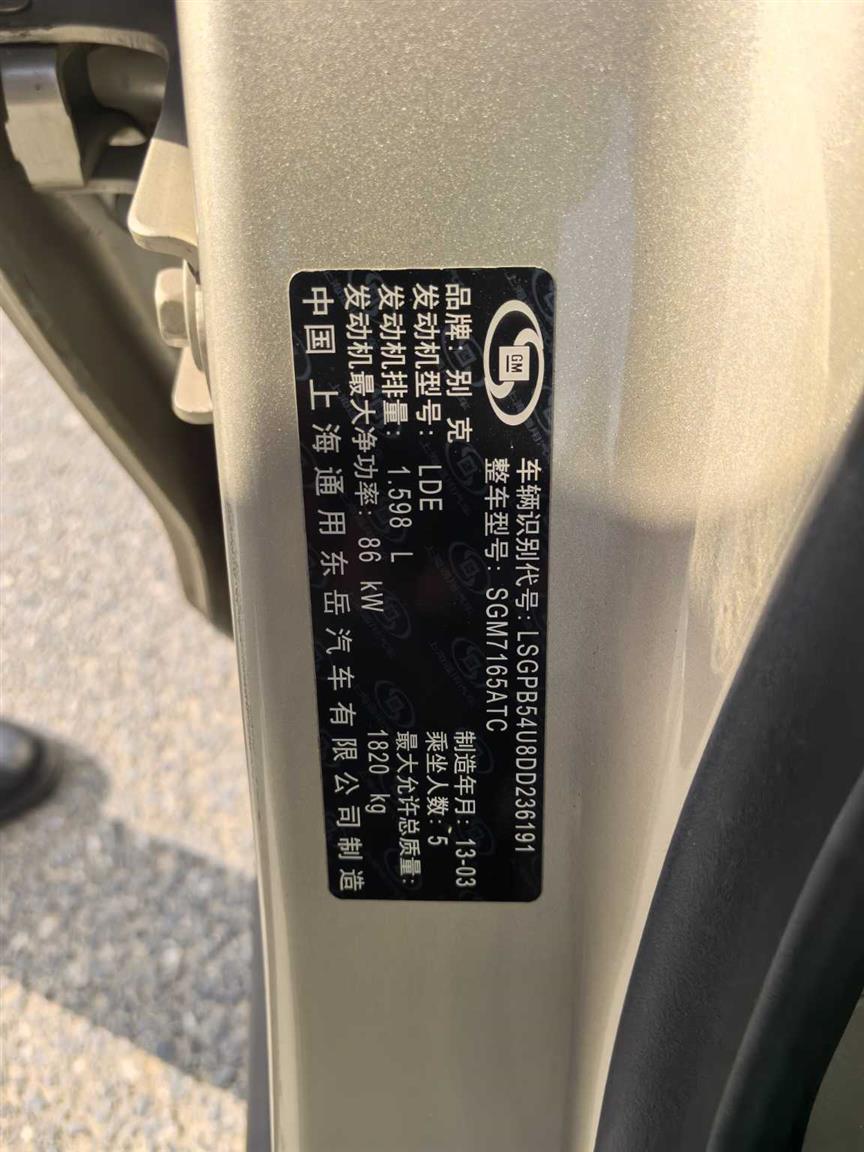 GM
车辆识别代号：LSGPB54U8DD236191
整车型号：SGM7165ATC
品牌：别 克 制造年月：13-03
发动机型号：LDE 乘坐人数：5
发动机排量：1.598 L 最大允许总质量：
发动机最大净功率：86 kW 1820 kg
中国 上海通用东岳汽车有限公司制造